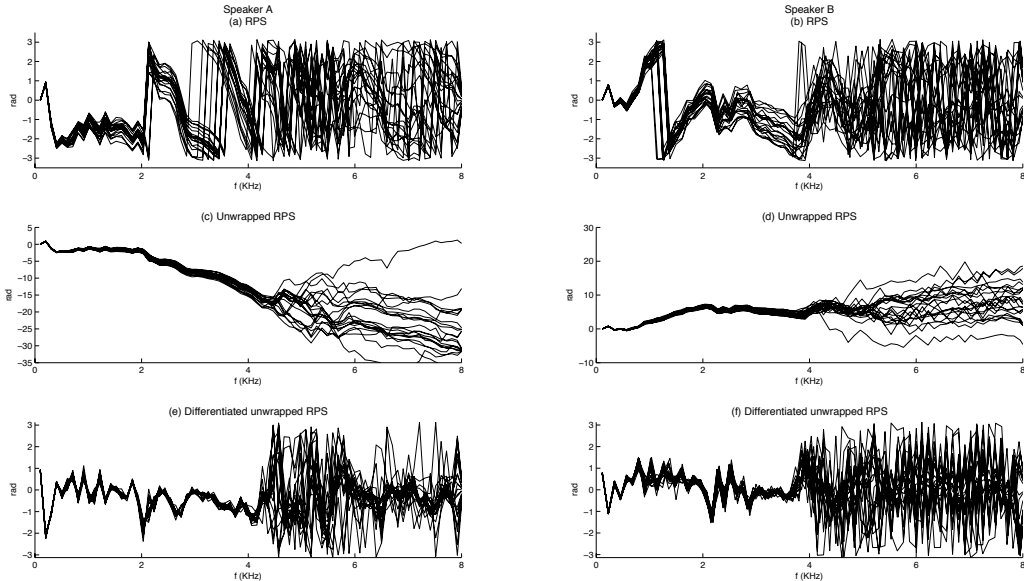 Speaker A
(a) RPS
3
2
1
0
−1
−2
−3
rad
0 2 4 6 8
f (KHz)
Speaker B
(b) RPS
3
2
1
0
−1
−2
−3
rad
0 2 4 6 8
f (KHz)
(c) Unwrapped RPS
5
0
−5
−10
−15
−20
−25
−30
−35
rad
0 2 4 6 8
f (KHz)
(d) Unwrapped RPS
30
20
10
0
−10
rad
0 2 4 6 8
f (KHz)
(e) Differentiated unwrapped RPS
3
2
1
0
−1
−2
−3
rad
0 2 4 6 8
f (KHz)
(f) Differentiated unwrapped RPS
3
2
1
0
−1
−2
−3
rad
0 2 4 6 8
f (KHz)